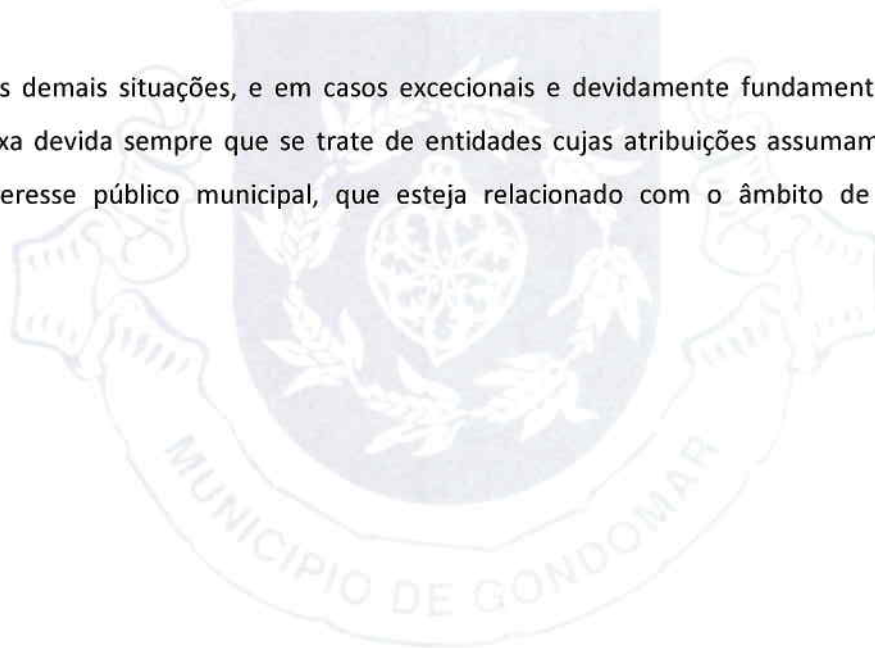 s demais situações, e em casos excecionais e devidamente fundament
xa devida sempre que se trate de entidades cujas atribuições assumam
eresse público municipal, que esteja relacionado com o âmbito de
MUNICÍPIO DE GONDOMAR